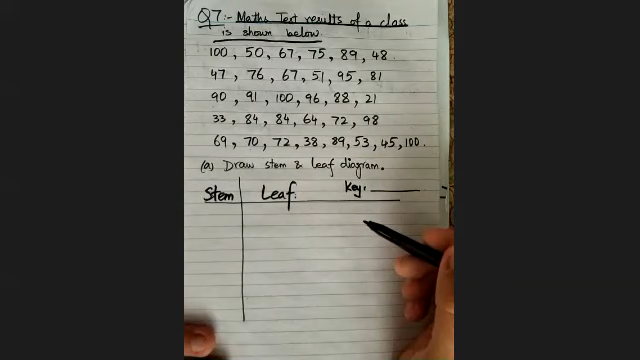 Q7:- Maths Test results of a class
is shown below.
100, 50, 67, 75, 89, 48
47, 76, 67, 51, 95, 81
90, 91, 100, 96, 88, 21
33, 84, 84, 64, 72, 98
69, 70, 72, 38, 89, 53, 45, 100.
(a) Draw stem & leaf diagram.
Stem Leaf: Key: